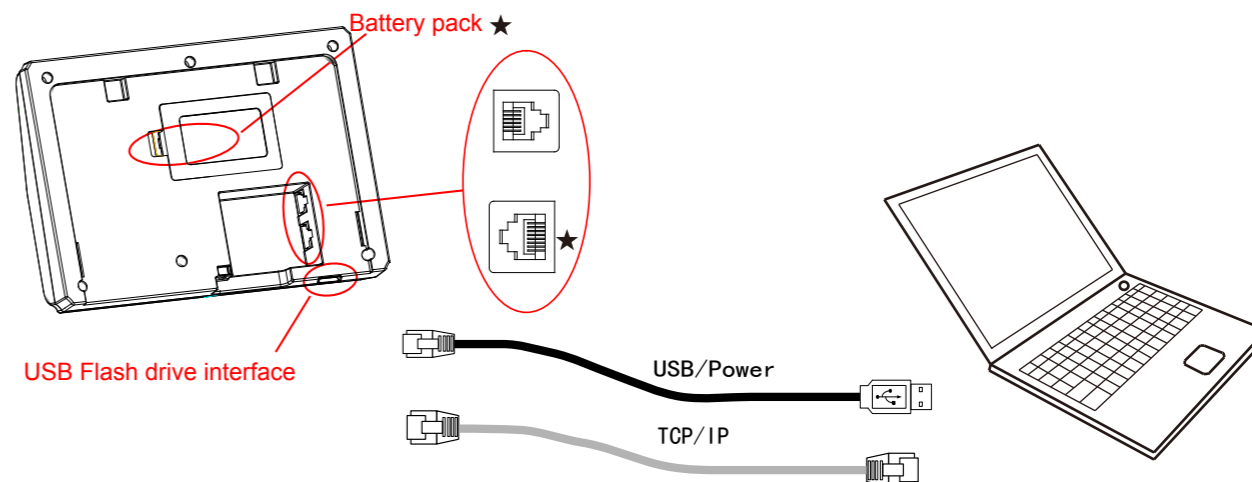 Battery pack ★
★
USB Flash drive interface
USB/Power
TCP/IP